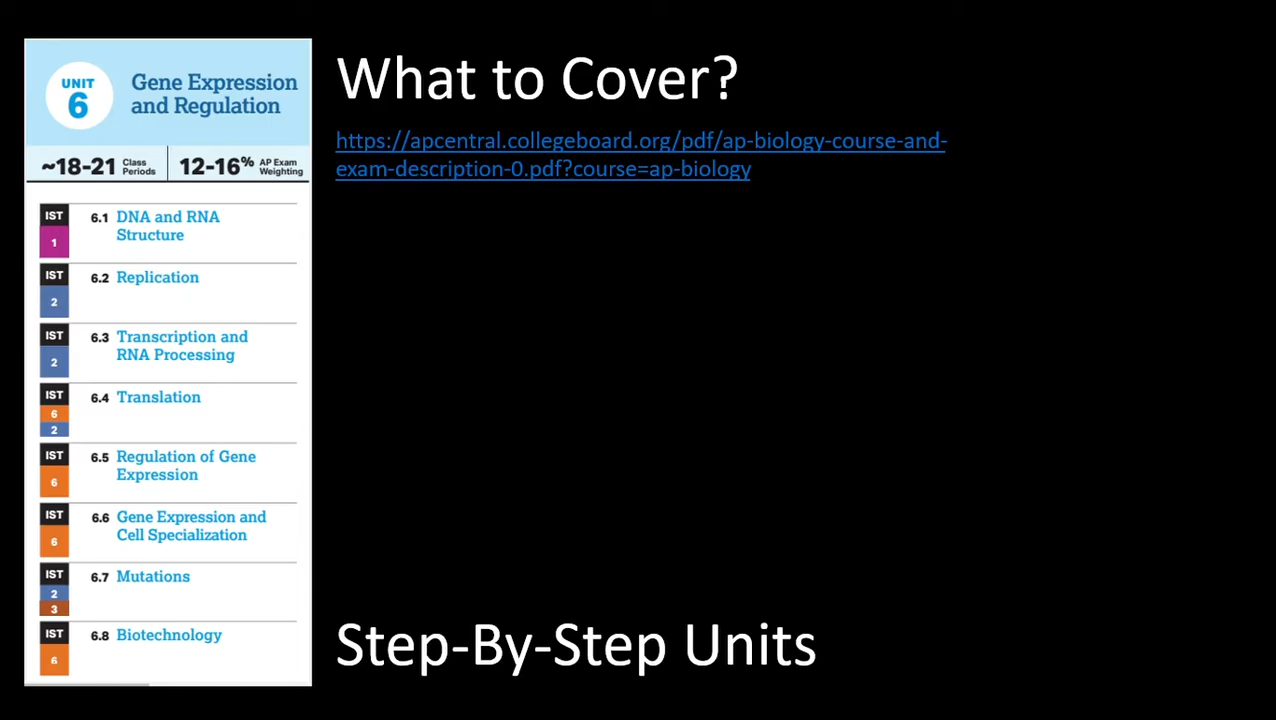 UNIT
6
Gene Expression
and Regulation
~18-21 Class Periods
12-16% AP Exam Weighting
IST
1
6.1 DNA and RNA
Structure
IST
2
6.2 Replication
IST
2
6.3 Transcription and
RNA Processing
IST
6
2
6.4 Translation
IST
6
6.5 Regulation of Gene
Expression
IST
6
6.6 Gene Expression and
Cell Specialization
IST
2
3
6.7 Mutations
IST
6
6.8 Biotechnology
What to Cover?
https://apcentral.collegeboard.org/pdf/ap-biology-course-and-
exam-description-0.pdf?course=ap-biology
Step-By-Step Units